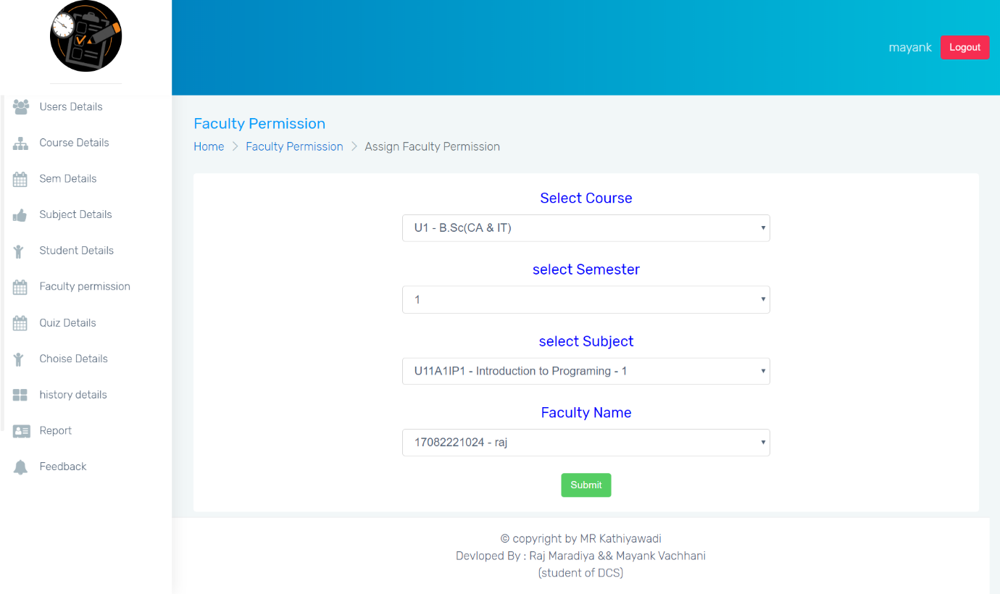 mayank
Logout
Users Details
Course Details
Sem Details
Subject Details
Student Details
Faculty permission
Quiz Details
Choise Details
history details
Report
Feedback
Faculty Permission
Home > Faculty Permission > Assign Faculty Permission
Select Course
U1 - B.Sc(CA & IT)
select Semester
1
select Subject
U11A1IP1 - Introduction to Programing - 1
Faculty Name
17082221024 - raj
Submit
© copyright by MR Kathiyawadi
Devloped By : Raj Maradiya && Mayank Vachhani
(student of DCS)